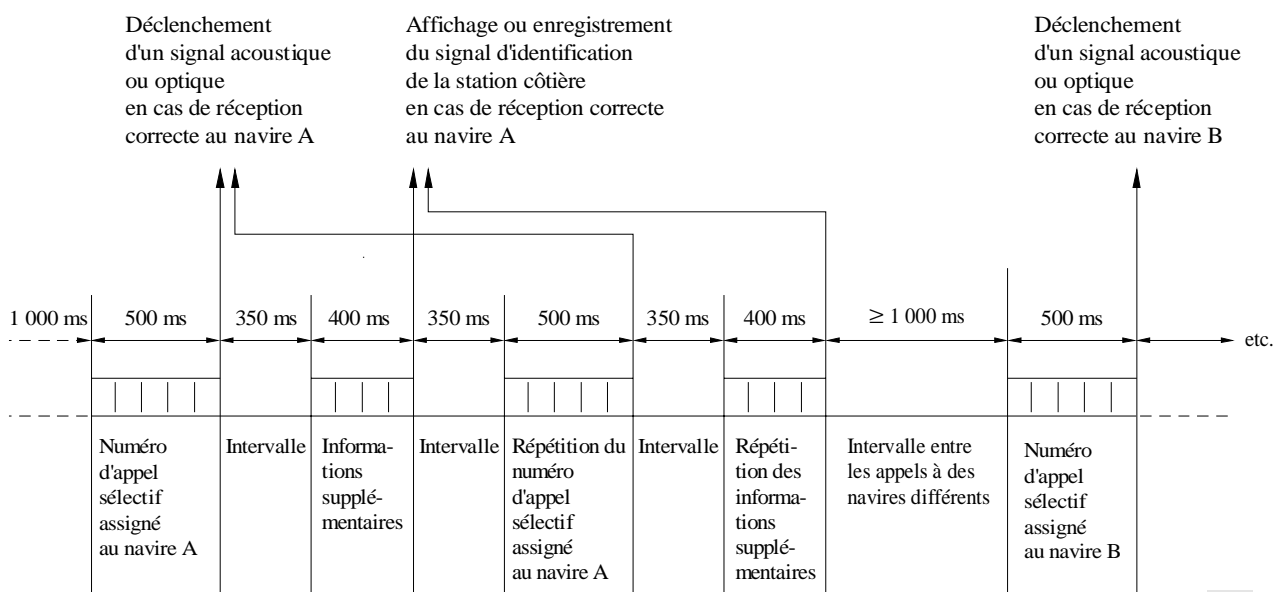 Déclenchement
d'un signal acoustique
ou optique
en cas de réception
correcte au navire A
Affichage ou enregistrement
du signal d'identification
de la station côtière
en cas de réception correcte
au navire A
Déclenchement
d'un signal acoustique
ou optique
en cas de réception
correcte au navire B
1 000 ms
500 ms
350 ms
400 ms
350 ms
500 ms
350 ms
400 ms
≥ 1 000 ms
500 ms
etc.
Numéro
d'appel
sélectif
assigné
au navire A
Intervalle
Informa-
tions
supplé-
mentaires
Intervalle
Répétition du
numéro
d'appel
sélectif
assigné
au navire A
Intervalle
Répéti-
tion des
informa-
tions
supplé-
mentaires
Intervalle entre
les appels à des
navires différents
Numéro
d'appel
sélectif
assigné
au navire B